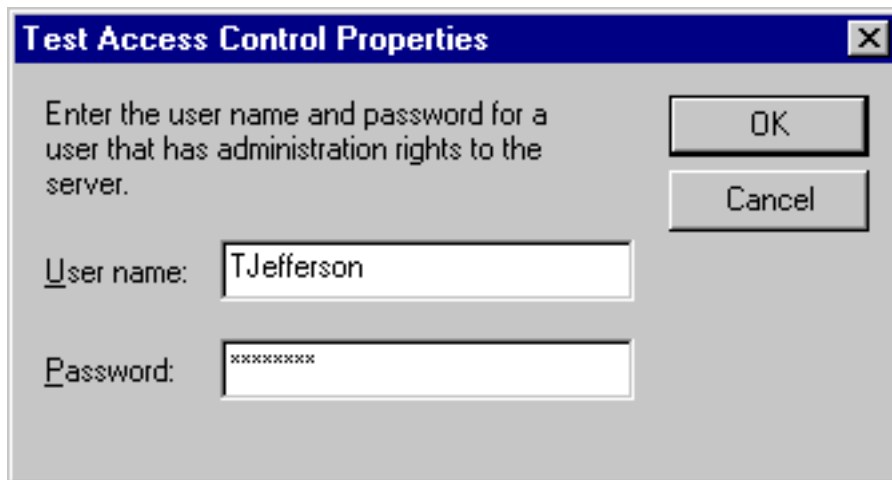 Test Access Control Properties
Enter the user name and password for a
user that has administration rights to the
server.
OK
Cancel
User name: TJefferson
Password: ********